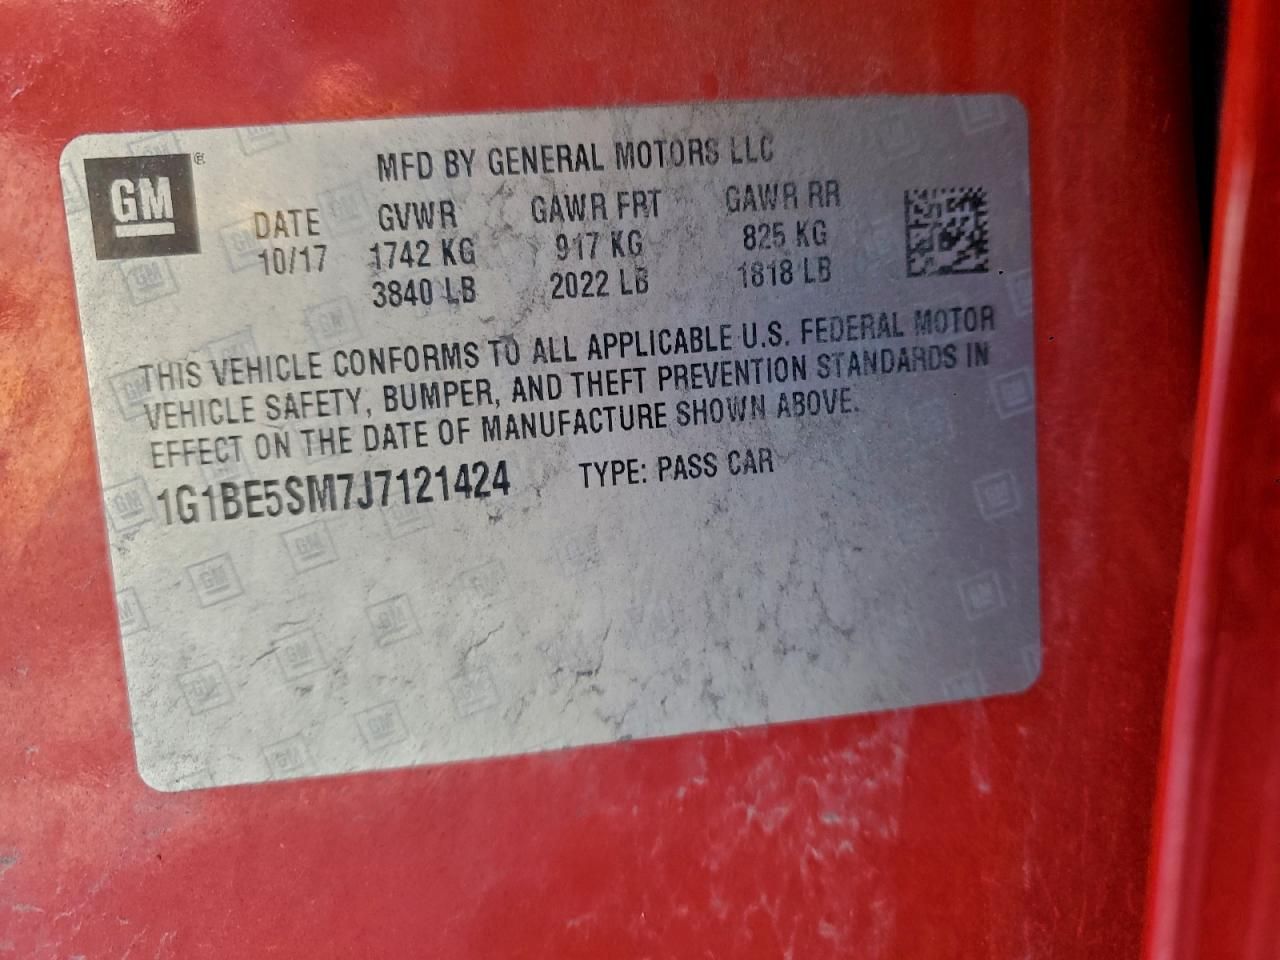 GM ®
MFD BY GENERAL MOTORS LLC
DATE GVWR GAWR FRT GAWR RR
10/17 1742 KG 917 KG 825 KG
3840 LB 2022 LB 1818 LB
THIS VEHICLE CONFORMS TO ALL APPLICABLE U.S. FEDERAL MOTOR
VEHICLE SAFETY, BUMPER, AND THEFT PREVENTION STANDARDS IN
EFFECT ON THE DATE OF MANUFACTURE SHOWN ABOVE.
1G1BE5SM7J7121424 TYPE: PASS CAR